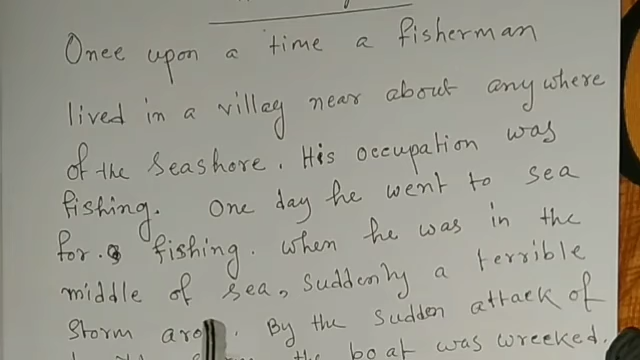 Once upon a time a fisherman
lived in a villag near about any where
of the seashore. His occupation was
fishing. One day he went to sea
for. fishing. when he was in the
middle of sea, suddenly a terrible
storm aro. By the sudden attack of
the boat was wreeked.